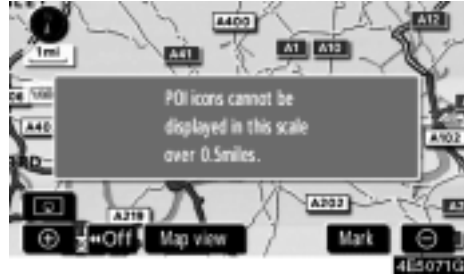 A400
A12
1mi
A41
A1
A10
POI icons cannot be
displayed in this scale
over 0.5miles.
A40
A102
A202
A219
Off
Map view
Mark
4E5071G